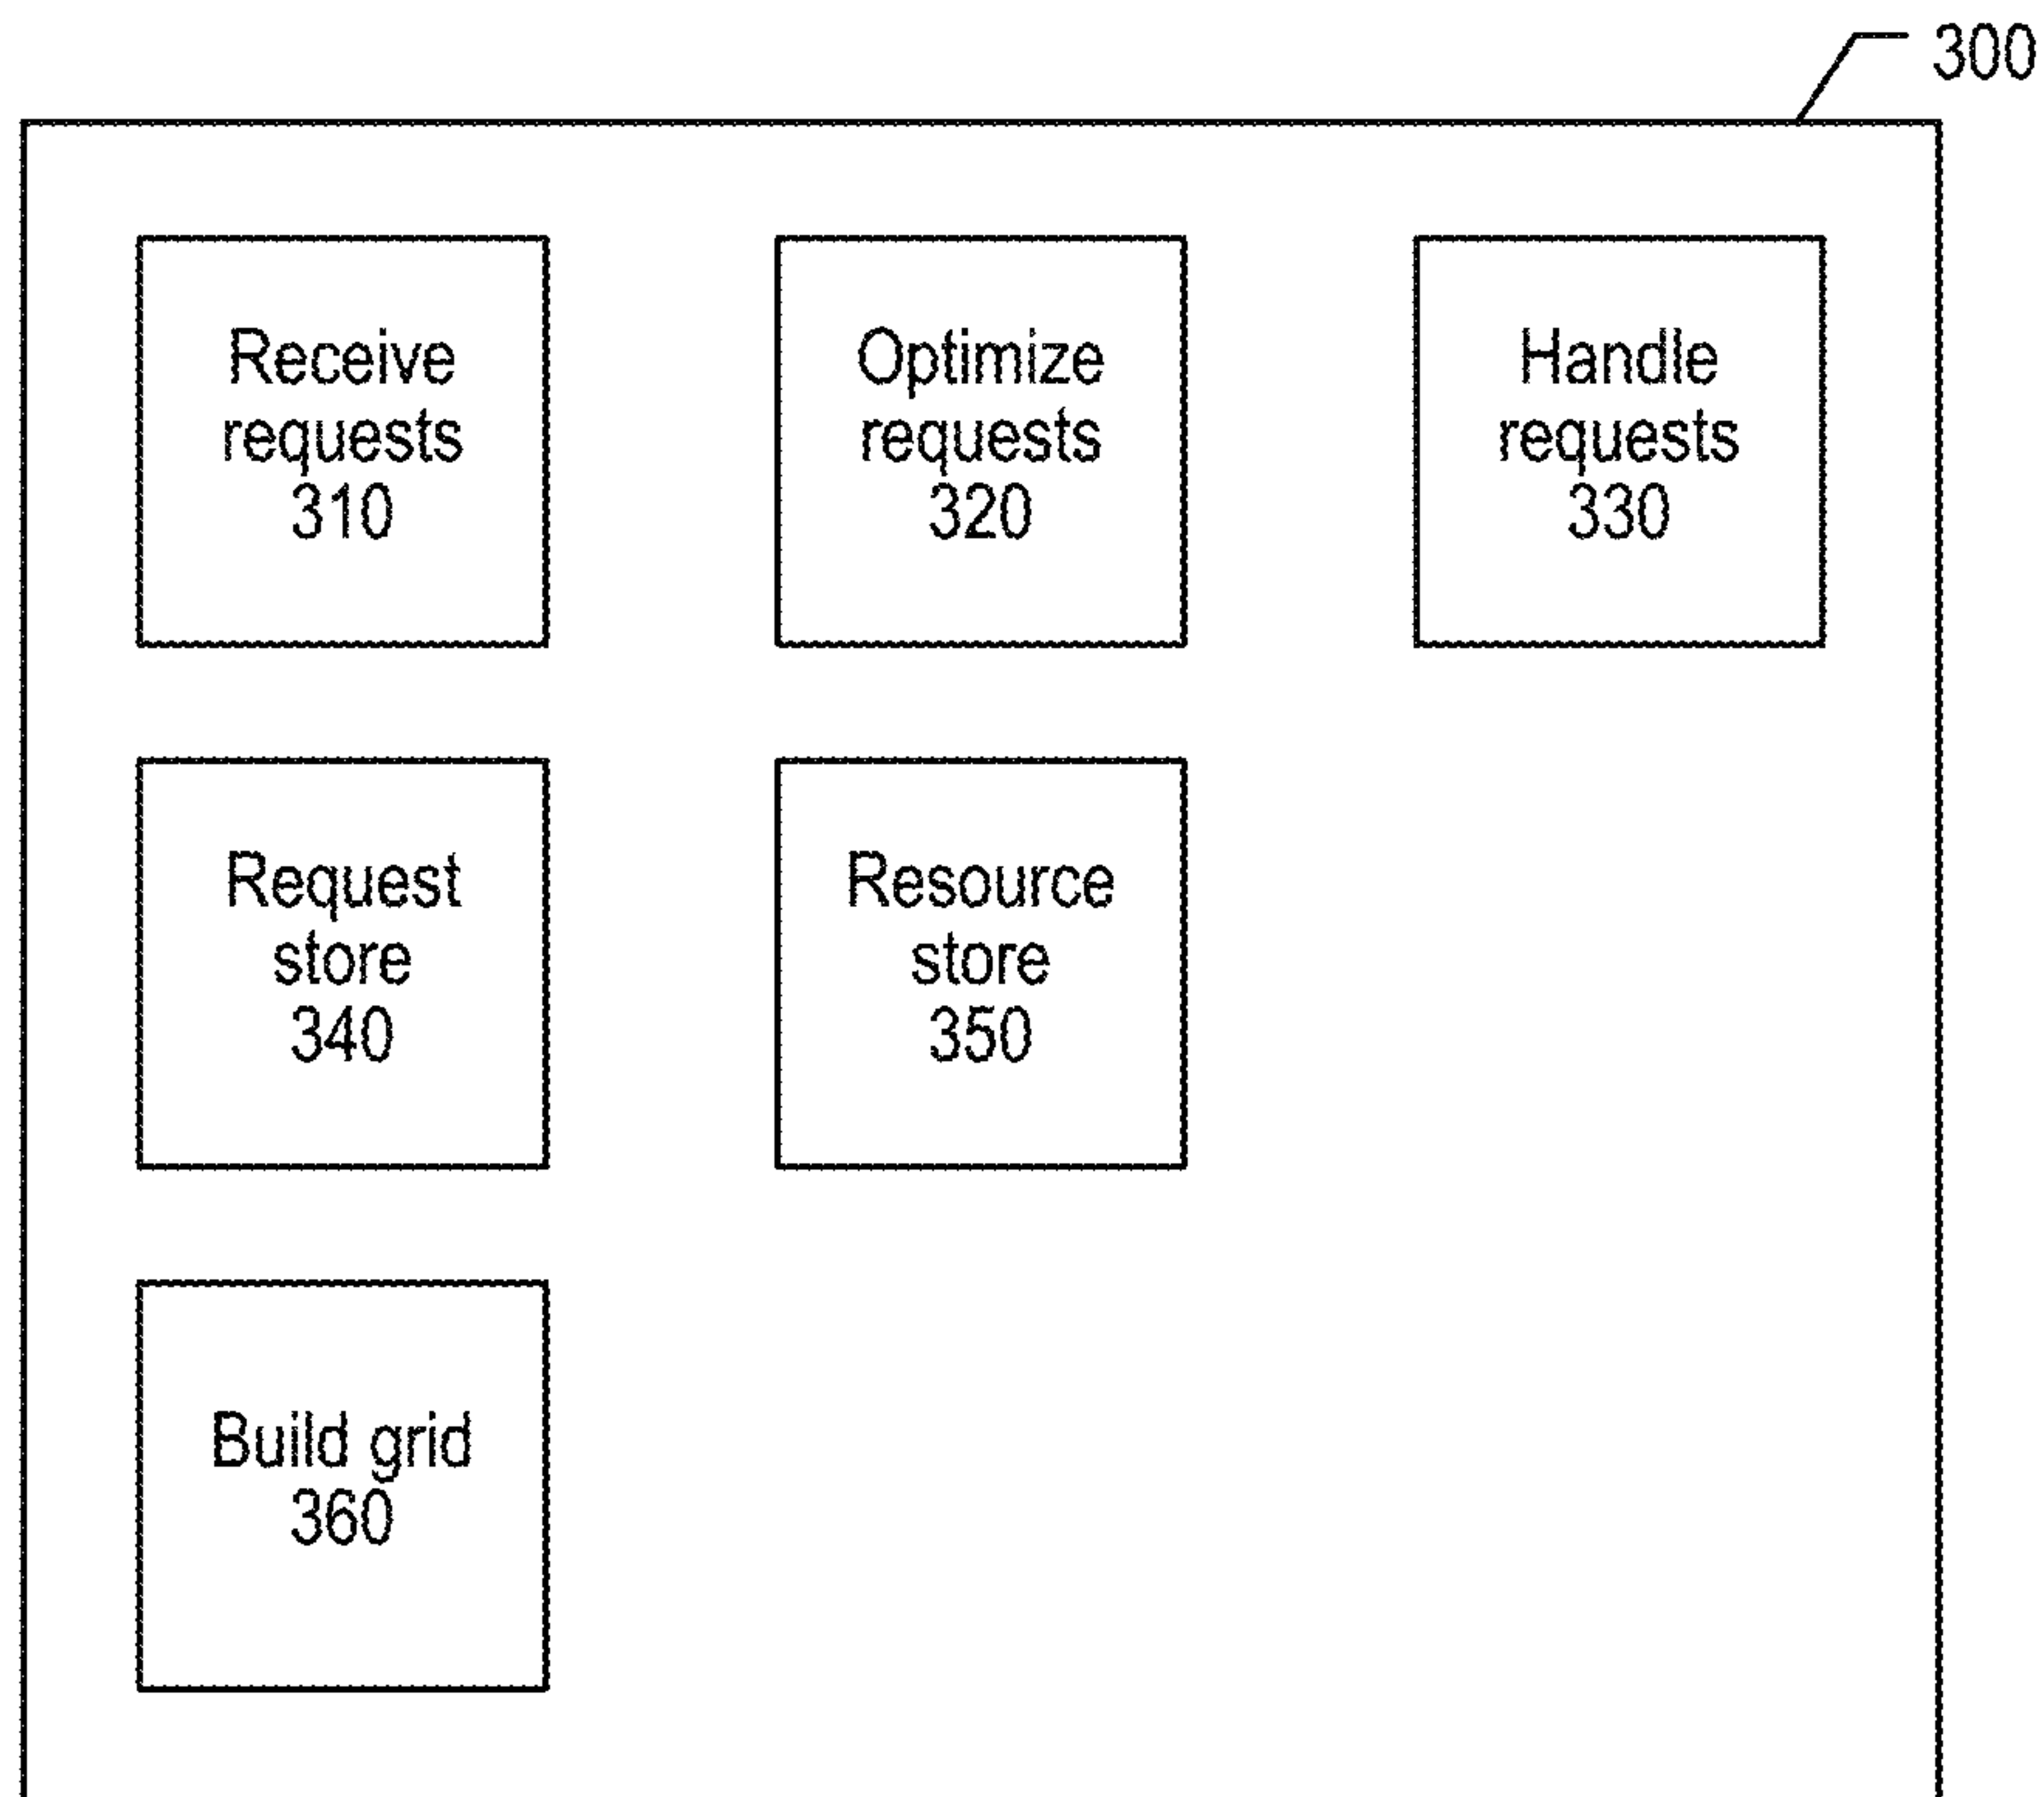 300
Receive
requests
310
Optimize
requests
320
Handle
requests
330
Request
store
340
Resource
store
350
Build grid
360